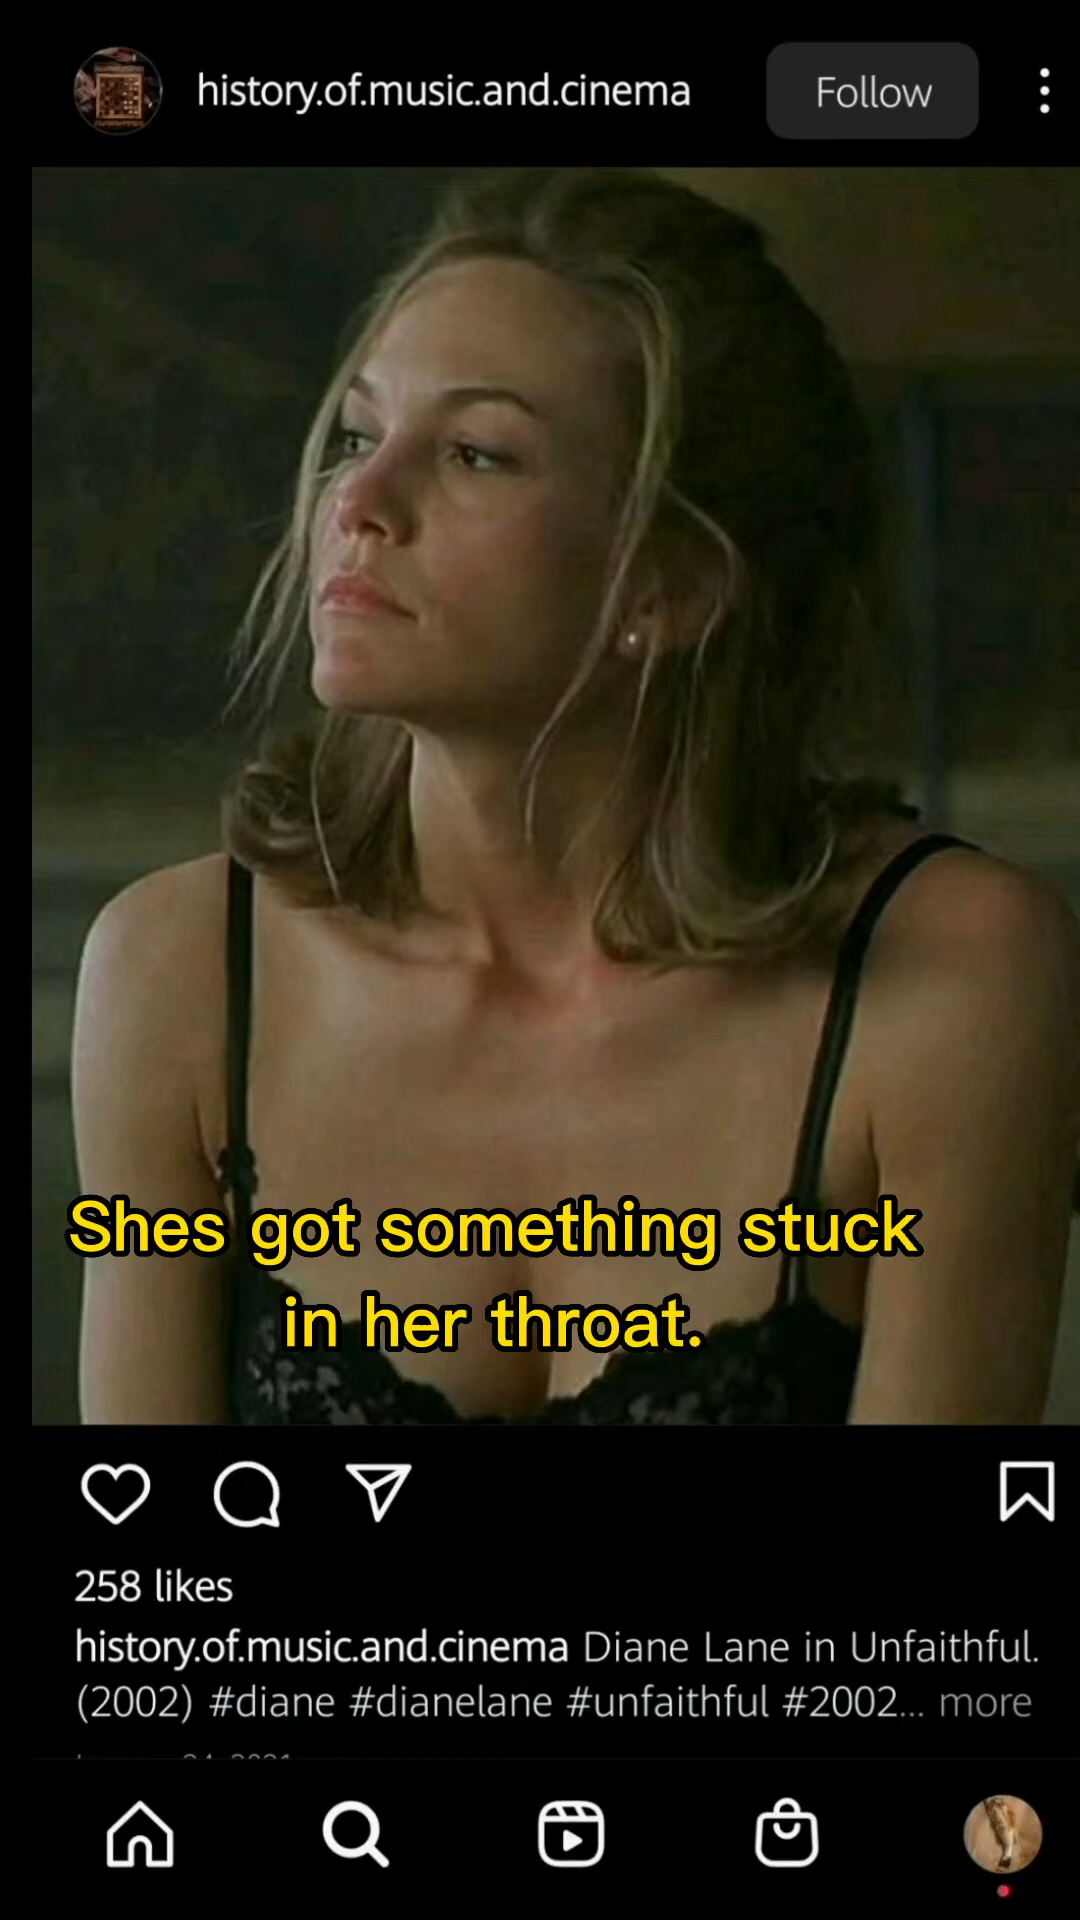 history.of.music.and.cinema
Follow
Shes got something stuck
in her throat.
258 likes
history.of.music.and.cinema Diane Lane in Unfaithful.
(2002) #diane #dianelane #unfaithful #2002... more